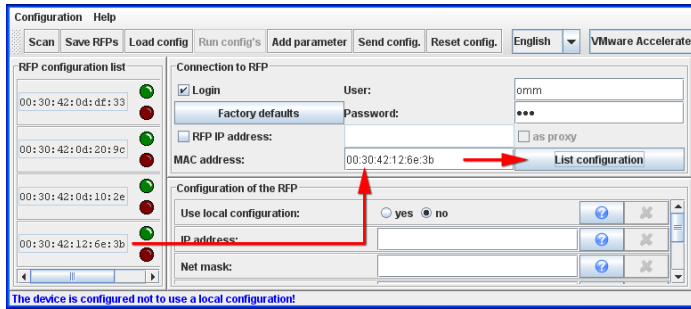 Configuration Help
Scan Save RFPs Load config Run config's Add parameter Send config. Reset config. English VMware Accelerate
RFP configuration list
00:30:42:0d:df:33
00:30:42:0d:20:9c
00:30:42:0d:10:2e
00:30:42:12:6e:3b
Connection to RFP
Login User: omm
Factory defaults Password: •••
RFP IP address: as proxy
MAC address: 00:30:42:12:6e:3b List configuration
Configuration of the RFP
Use local configuration: yes no
IP address:
Net mask:
The device is configured not to use a local configuration!